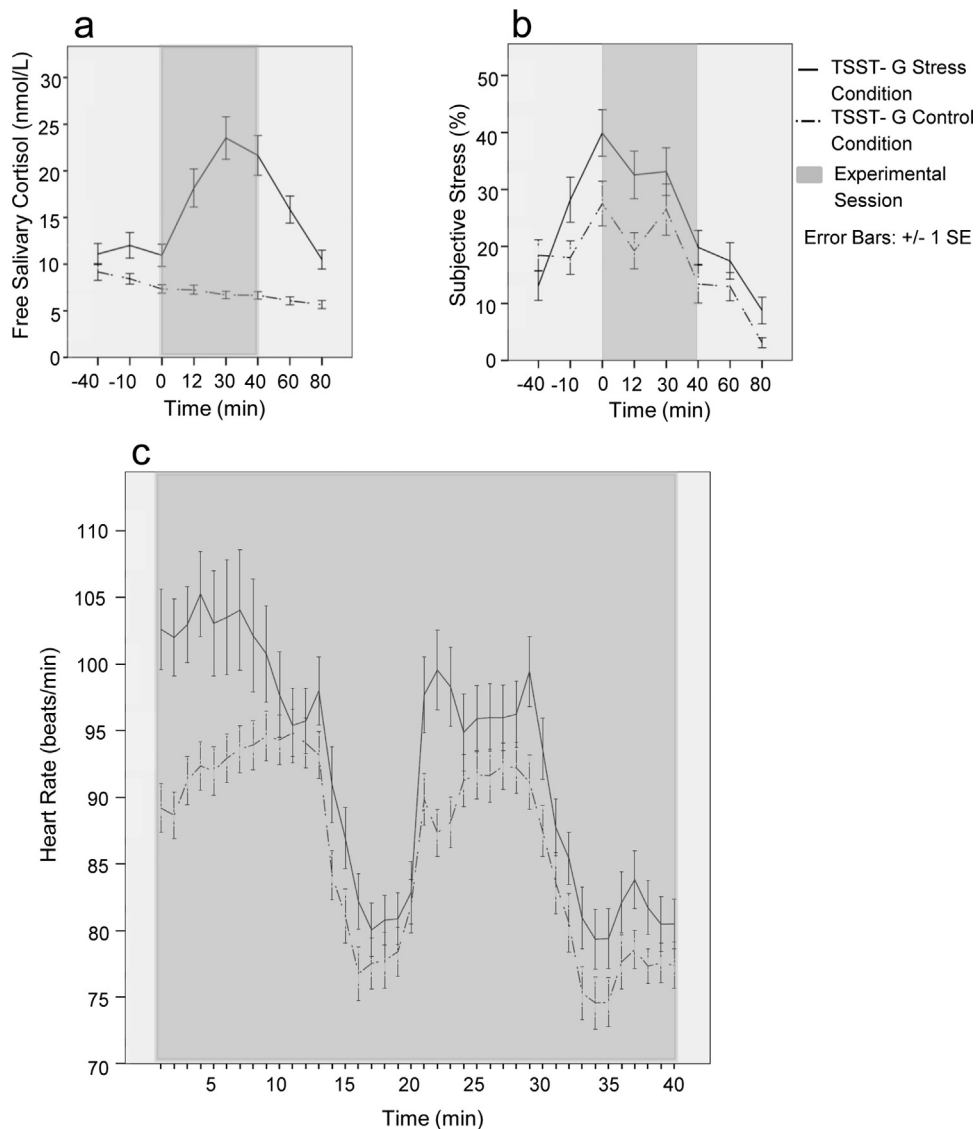 a
Free Salivary Cortisol (nmol/L)
30
25
20
15
10
5
0
-40 -10 0 12 30 40 60 80
Time (min)
b
Subjective Stress (%)
50
40
30
20
10
0
-40 -10 0 12 30 40 60 80
Time (min)
TSST- G Stress
Condition
TSST- G Control
Condition
Experimental
Session
Error Bars: +/- 1 SE
c
Heart Rate (beats/min)
110
105
100
95
90
85
80
75
70
5 10 15 20 25 30 35 40
Time (min)